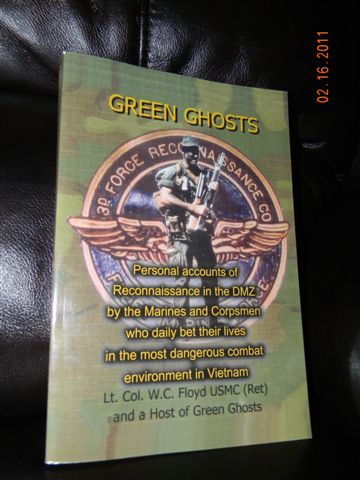 02.16.2011
GREEN GHOSTS
3D FORCE RECONNAISSANCE CO
Personal accounts of
Reconnaissance in the DMZ
by the Marines and Corpsmen
who daily bet their lives
in the most dangerous combat
environment in Vietnam
Lt. Col. W.C. Floyd USMC (Ret)
and a Host of Green Ghosts